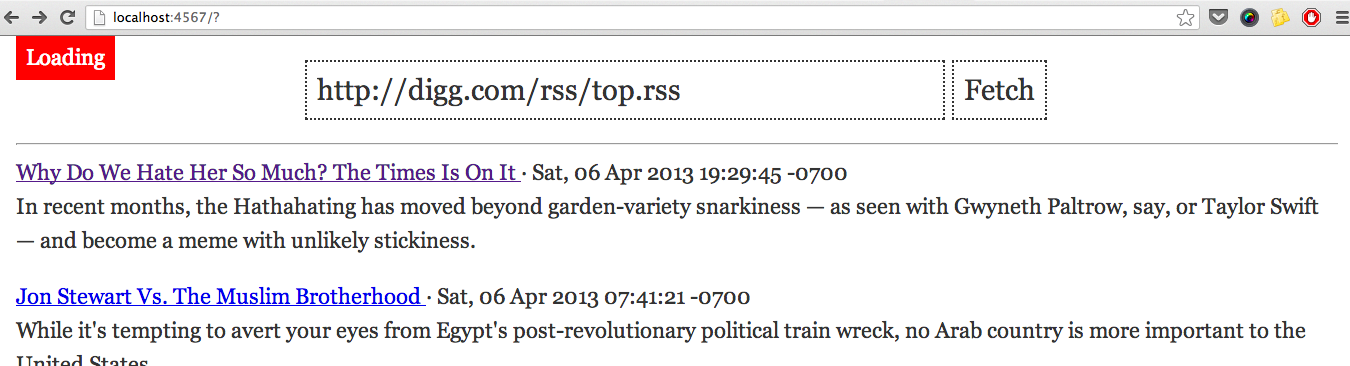 localhost:4567/?
Loading
http://digg.com/rss/top.rss
Fetch
Why Do We Hate Her So Much? The Times Is On It · Sat, 06 Apr 2013 19:29:45 -0700
In recent months, the Hathahating has moved beyond garden-variety snarkiness — as seen with Gwyneth Paltrow, say, or Taylor Swift
— and become a meme with unlikely stickiness.
Jon Stewart Vs. The Muslim Brotherhood · Sat, 06 Apr 2013 07:41:21 -0700
While it's tempting to avert your eyes from Egypt's post-revolutionary political train wreck, no Arab country is more important to the
United States